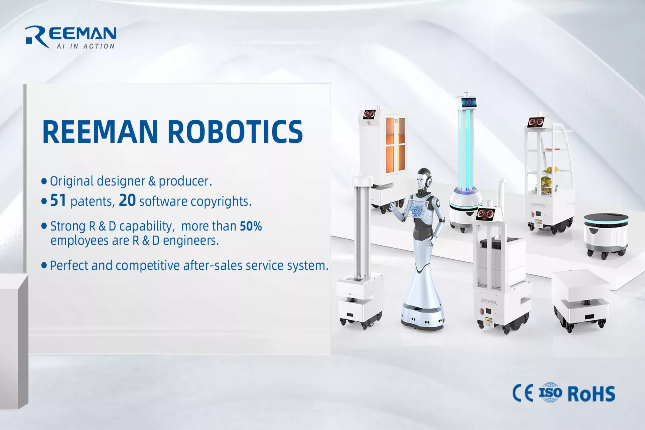 REEMAN
AI IN ACTION
REEMAN ROBOTICS
• Original designer & producer.
• 51 patents, 20 software copyrights.
• Strong R & D capability, more than 50%
employees are R & D engineers.
• Perfect and competitive after-sales service system.
CE ISO RoHS